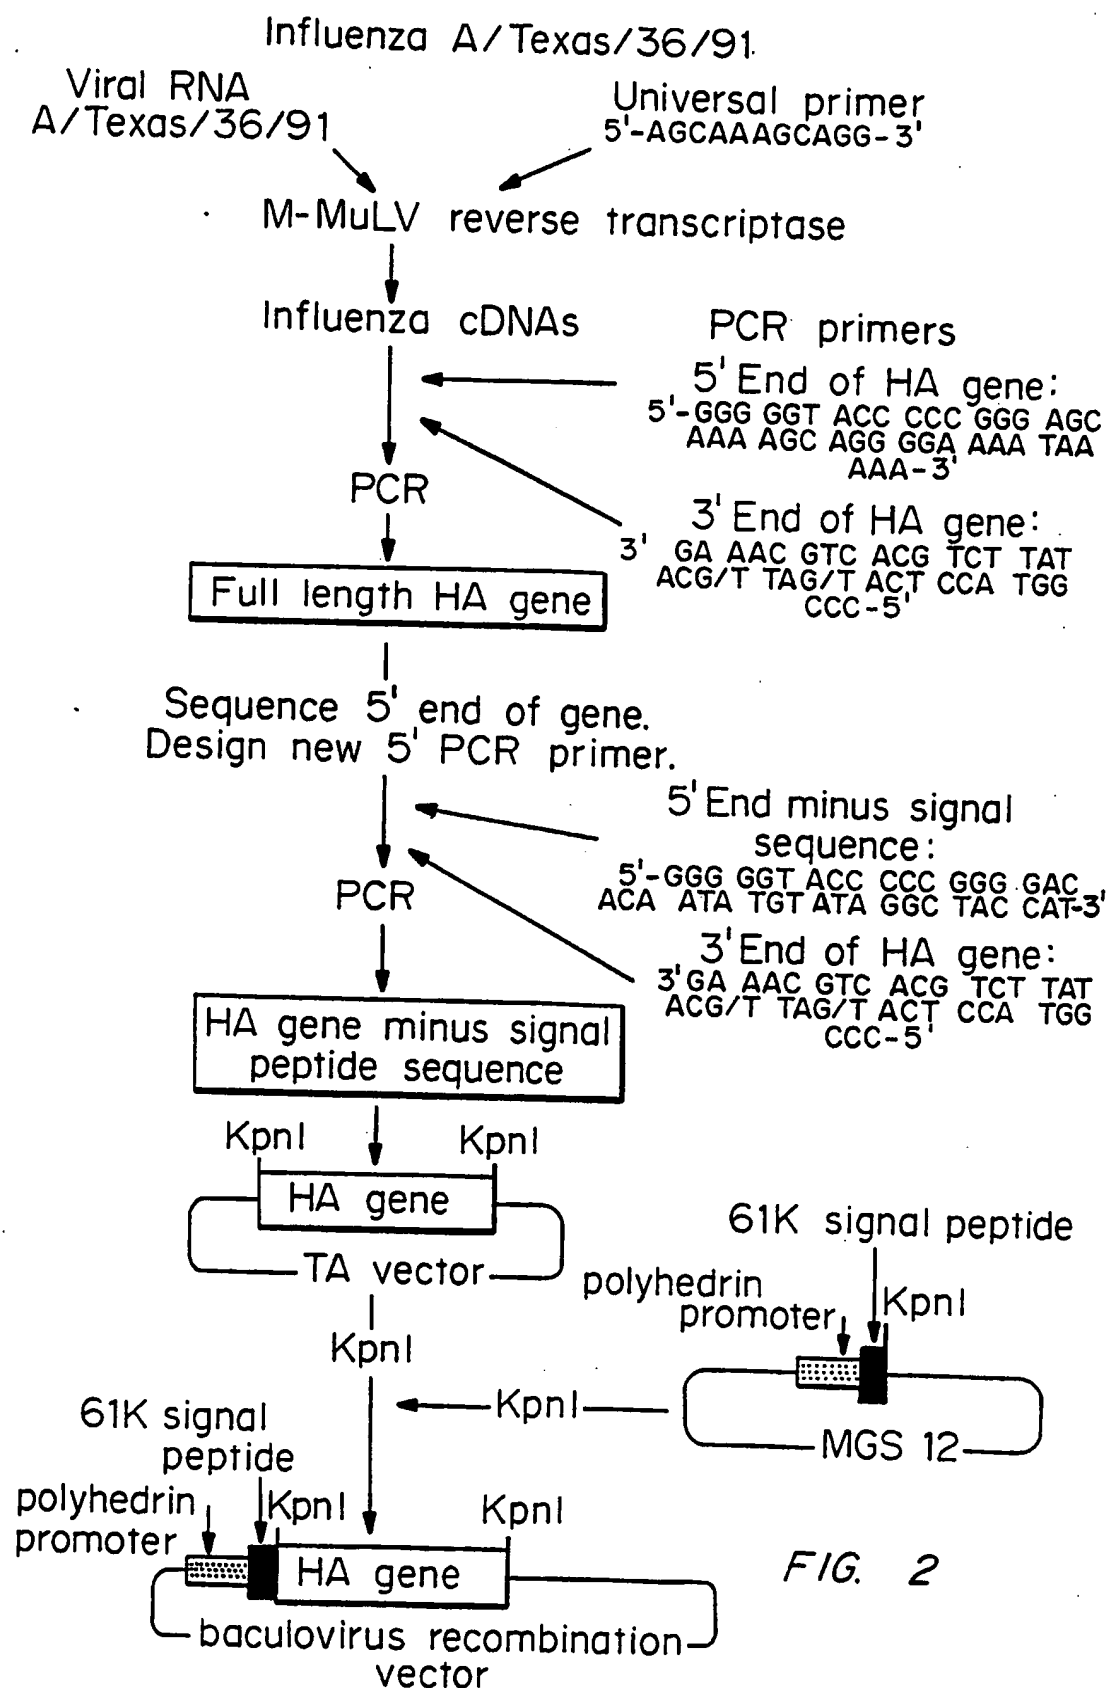 Influenza A/Texas/36/91.
Viral RNA
A/Texas/36/91
Universal primer
5'-AGCAAAGCAGG-3'
M-MuLV reverse transcriptase
Influenza cDNAs
PCR primers
5' End of HA gene:
5'-GGG GGT ACC CCC GGG AGC
AAA AGC AGG GGA AAA TAA
AAA-3'
PCR
3' End of HA gene:
3' GA AAC GTC ACG TCT TAT
ACG/T TAG/T ACT CCA TGG
CCC-5'
Full length HA gene
Sequence 5' end of gene.
Design new 5' PCR primer.
5' End minus signal
sequence:
5'-GGG GGT ACC CCC GGG GAC
ACA ATA TGT ATA GGC TAC CAT-3'
PCR
3' End of HA gene:
3' GA AAC GTC ACG TCT TAT
ACG/T TAG/T ACT CCA TGG
CCC-5'
HA gene minus signal
peptide sequence
KpnI KpnI
HA gene
TA vector
61K signal peptide
polyhedrin
promoter
KpnI
KpnI
KpnI
MGS 12
61K signal
peptide
polyhedrin
promoter
KpnI KpnI
HA gene
baculovirus recombination
vector
FIG. 2